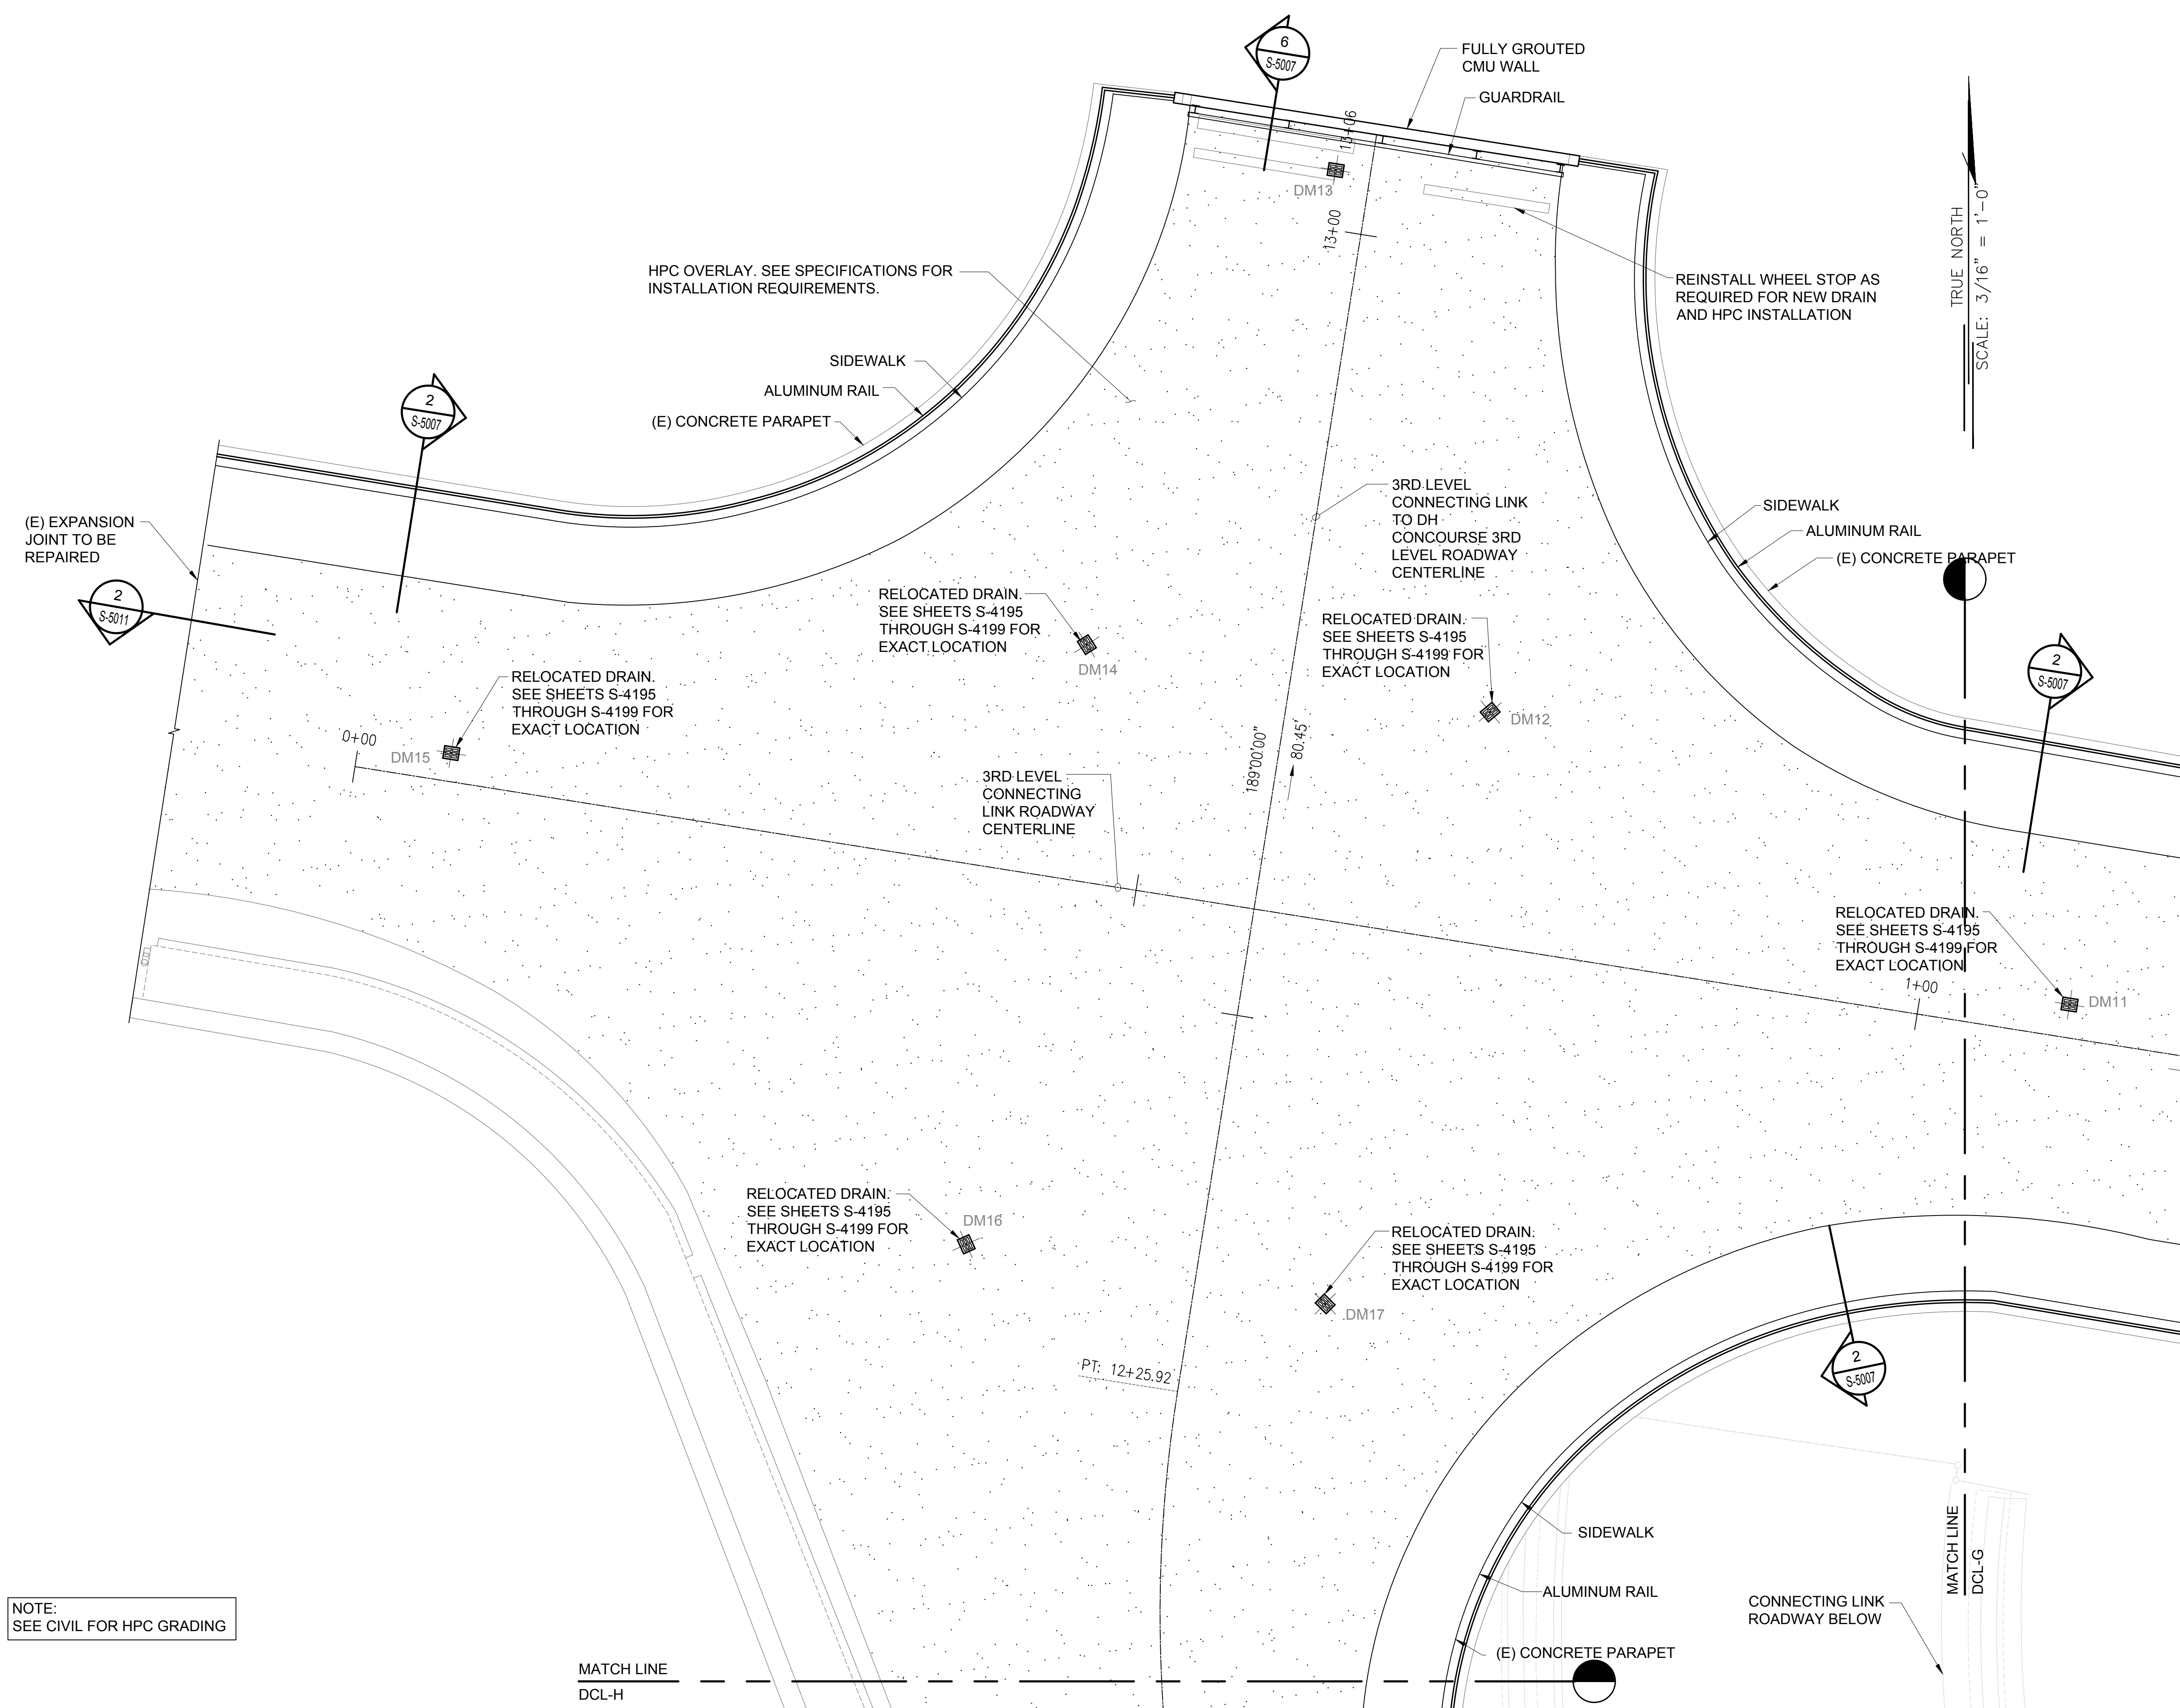 6
S-5007
FULLY GROUTED
CMU WALL
GUARDRAIL
13+06
DM13
13+00
TRUE NORTH
SCALE: 3/16" = 1'-0"
HPC OVERLAY. SEE SPECIFICATIONS FOR
INSTALLATION REQUIREMENTS.
REINSTALL WHEEL STOP AS
REQUIRED FOR NEW DRAIN
AND HPC INSTALLATION
SIDEWALK
ALUMINUM RAIL
(E) CONCRETE PARAPET
2
S-5007
(E) EXPANSION
JOINT TO BE
REPAIRED
2
S-5011
3RD LEVEL
CONNECTING LINK
TO DH
CONCOURSE 3RD
LEVEL ROADWAY
CENTERLINE
SIDEWALK
ALUMINUM RAIL
(E) CONCRETE PARAPET
RELOCATED DRAIN.
SEE SHEETS S-4195
THROUGH S-4199 FOR
EXACT LOCATION
DM14
RELOCATED DRAIN.
SEE SHEETS S-4195
THROUGH S-4199 FOR
EXACT LOCATION
DM12
2
S-5007
RELOCATED DRAIN.
SEE SHEETS S-4195
THROUGH S-4199 FOR
EXACT LOCATION
0+00
DM15
189°00'00"
80.45'
3RD LEVEL
CONNECTING
LINK ROADWAY
CENTERLINE
RELOCATED DRAIN.
SEE SHEETS S-4195
THROUGH S-4199 FOR
EXACT LOCATION
1+00
DM11
RELOCATED DRAIN.
SEE SHEETS S-4195
THROUGH S-4199 FOR
EXACT LOCATION
DM16
RELOCATED DRAIN.
SEE SHEETS S-4195
THROUGH S-4199 FOR
EXACT LOCATION
DM17
PT: 12+25.92
2
S-5007
SIDEWALK
ALUMINUM RAIL
(E) CONCRETE PARAPET
MATCH LINE
DCL-G
CONNECTING LINK
ROADWAY BELOW
NOTE:
SEE CIVIL FOR HPC GRADING
MATCH LINE
DCL-H